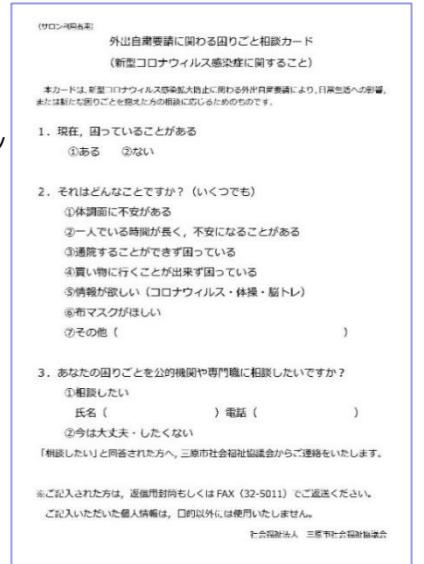 (サロン利用者用)
外出自粛要請に関わる困りごと相談カード
(新型コロナウィルス感染症に関すること)
本カードは、新型コロナウィルス感染拡大防止に関わる外出自粛要請により、日常生活への影響、
または新たな困りごとを抱えた方の相談に応じるためのものです。
1．現在，困っていることがある
①ある　②ない
2．それはどんなことですか？（いくつでも）
①体調面に不安がある
②一人でいる時間が長く，不安になることがある
③通院することができず困っている
④買い物に行くことが出来ず困っている
⑤情報が欲しい（コロナウィルス・体操・脳トレ）
⑥布マスクがほしい
⑦その他（　　　　　　　　　　）
3．あなたの困りごとを公的機関や専門職に相談したいですか？
①相談したい
氏名（　　　　　　　）電話（　　　　　　　）
②今は大丈夫・したくない
「相談したい」と回答された方へ，三原市社会福祉協議会からご連絡をいたします。
※ご記入された方は，返信用封筒もしくは FAX（32-5011）でご返送ください。
ご記入いただいた個人情報は，目的以外には使用いたしません。
社会福祉法人　三原市社会福祉協議会